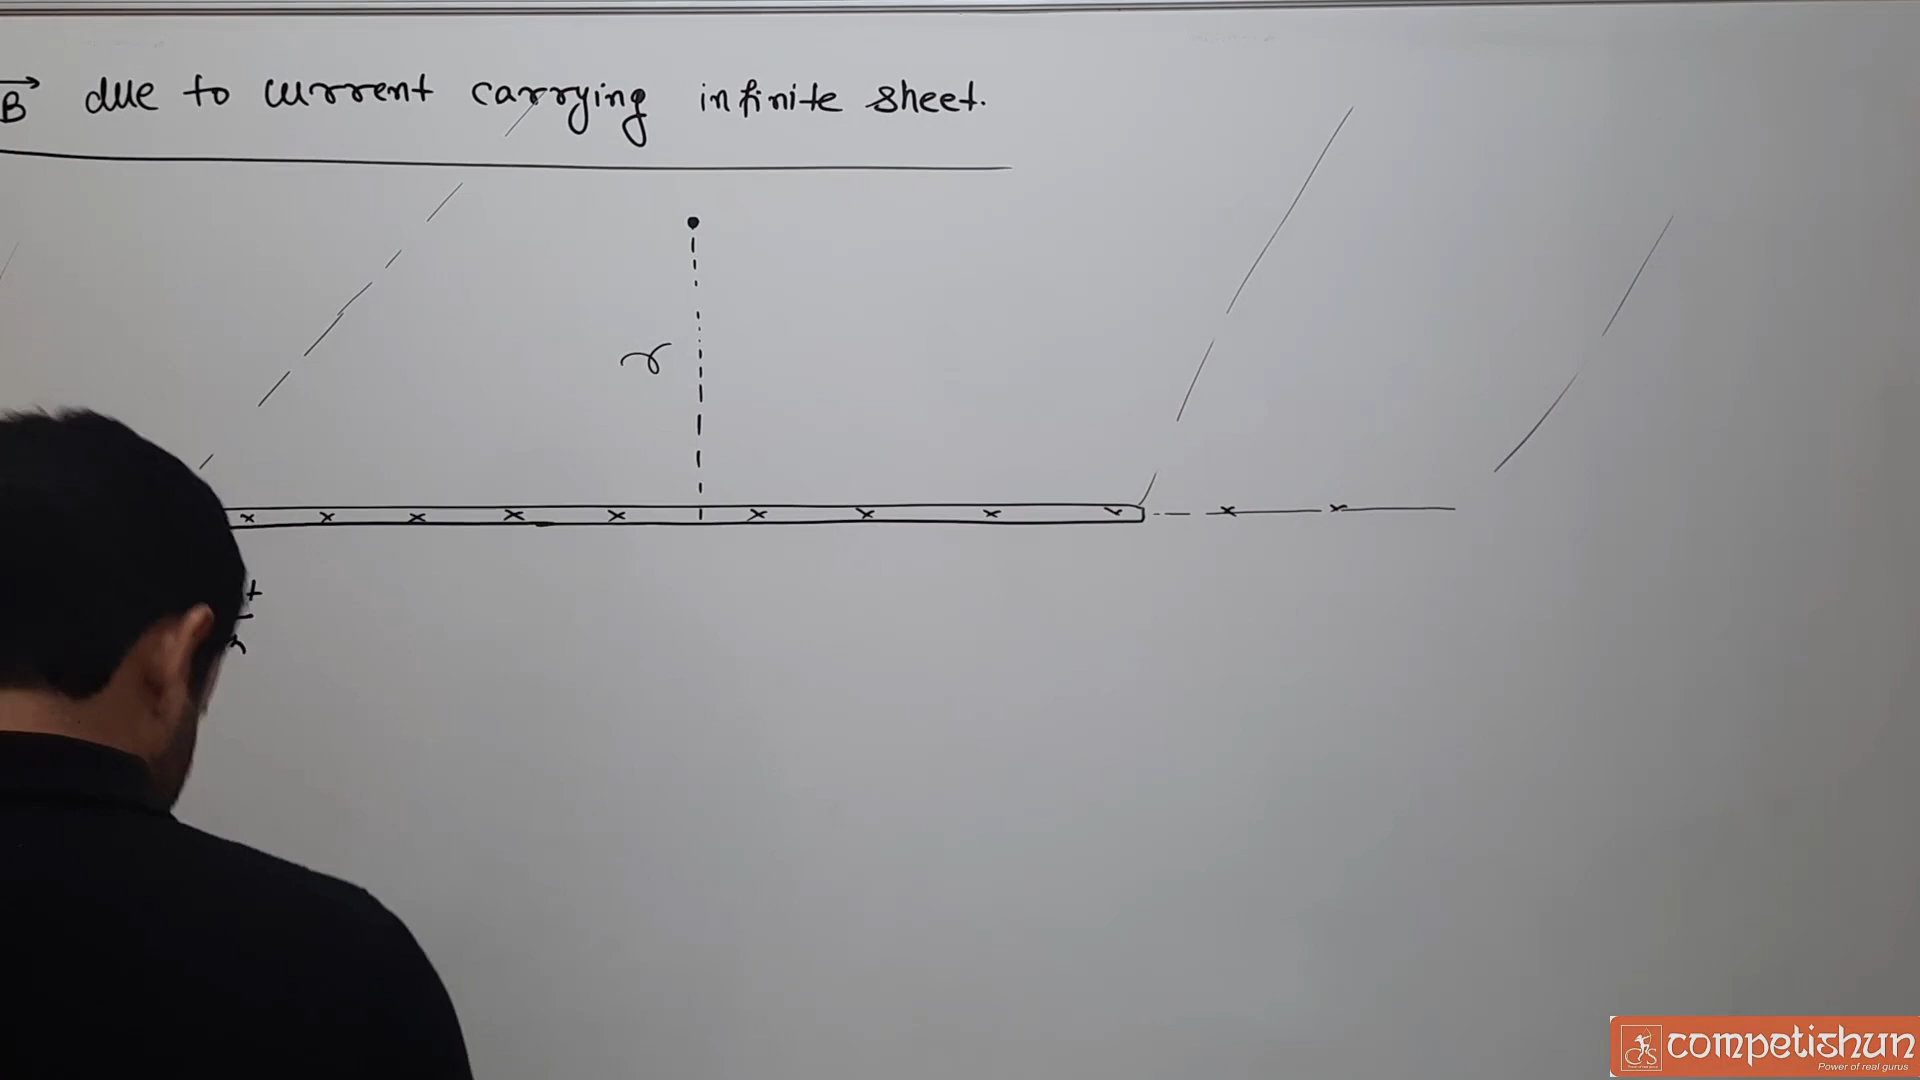 B due to current carrying infinite sheet.
r
x x x x x x x x x x x
competishun
Power of real gurus